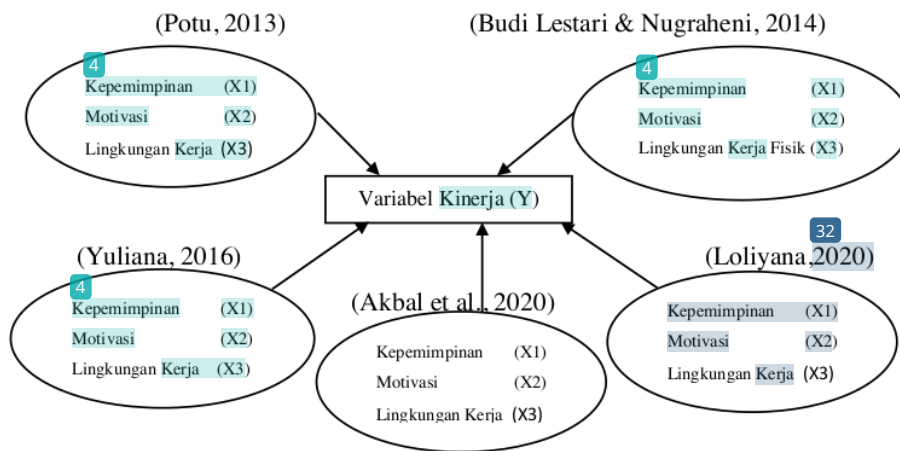 (Potu, 2013)
(Budi Lestari & Nugraheni, 2014)
4
Kepemimpinan (X1)
Motivasi (X2)
Lingkungan Kerja (X3)
4
Kepemimpinan (X1)
Motivasi (X2)
Lingkungan Kerja Fisik (X3)
Variabel Kinerja (Y)
(Yuliana, 2016)
4
Kepemimpinan (X1)
Motivasi (X2)
Lingkungan Kerja (X3)
(Akbal et al., 2020)
Kepemimpinan (X1)
Motivasi (X2)
Lingkungan Kerja (X3)
32
(Loliyana,2020)
Kepemimpinan (X1)
Motivasi (X2)
Lingkungan Kerja (X3)